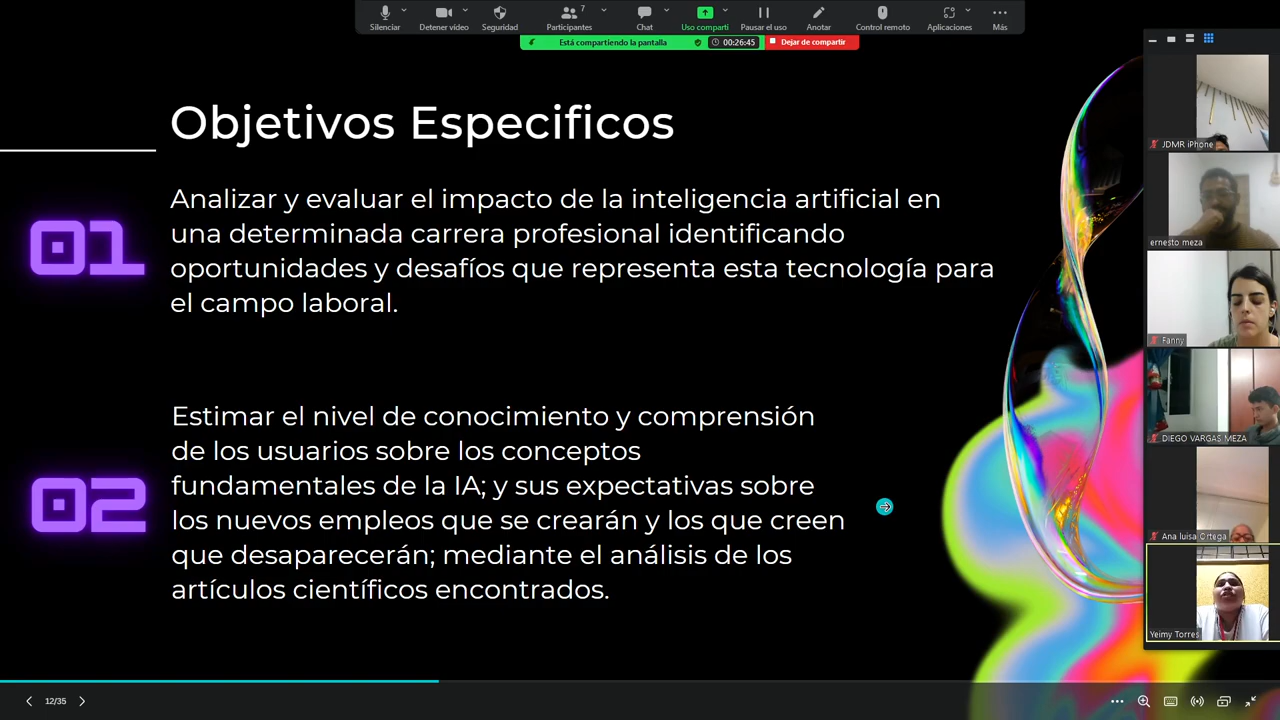 7
Silenciar
Detener vídeo
Seguridad
Participantes
Chat
Uso comparti
Pausar el uso
Anotar
Control remoto
Aplicaciones
Más
Está compartiendo la pantalla
00:26:45
Dejar de compartir
Objetivos Especificos
01
Analizar y evaluar el impacto de la inteligencia artificial en
una determinada carrera profesional identificando
oportunidades y desafíos que representa esta tecnología para
el campo laboral.
02
Estimar el nivel de conocimiento y comprensión
de los usuarios sobre los conceptos
fundamentales de la IA; y sus expectativas sobre
los nuevos empleos que se crearán y los que creen
que desaparecerán; mediante el análisis de los
artículos científicos encontrados.
JDMR iPhone
ernesto meza
Fanny
DIEGO VARGAS MEZA
Ana luisa Ortega
Yeimy Torres
12/35